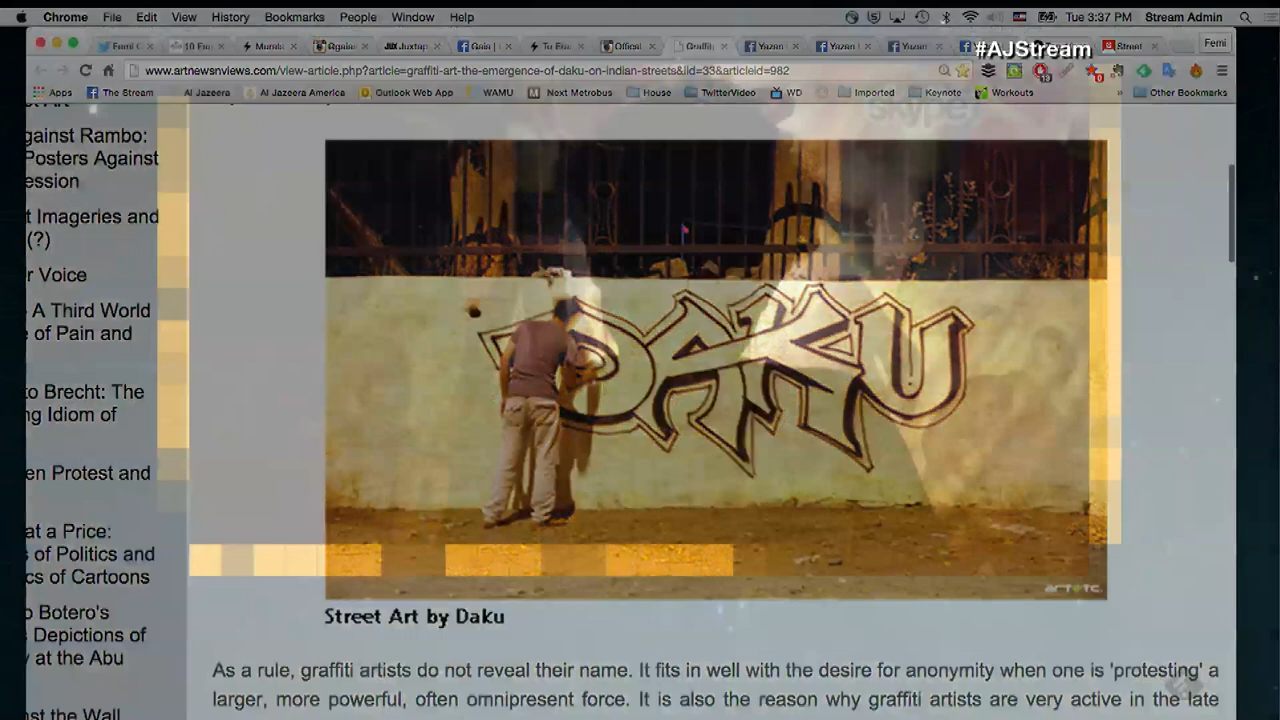 Chrome File Edit View History Bookmarks People Window Help Tue 3:37 PM Stream Admin
Femi
#AJStream
www.artnewsnviews.com/view-article.php?article=graffiti-art-the-emergence-of-daku-on-indian-streets&iid=33&articleid=982
Apps The Stream Al Jazeera Al Jazeera America Outlook Web App WAMU Next Metrobus House TwitterVideo WD Imported Keynote Workouts » Other Bookmarks
skype
gainst Rambo:
Posters Against
ession
t Imageries and
(?)
r Voice
A Third World
e of Pain and
to Brecht: The
ng Idiom of
en Protest and
at a Price:
s of Politics and
cs of Cartoons
o Botero's
Depictions of
y at the Abu
st the Wall
DAKU
Street Art by Daku
As a rule, graffiti artists do not reveal their name. It fits in well with the desire for anonymity when one is 'protesting' a
larger, more powerful, often omnipresent force. It is also the reason why graffiti artists are very active in the late